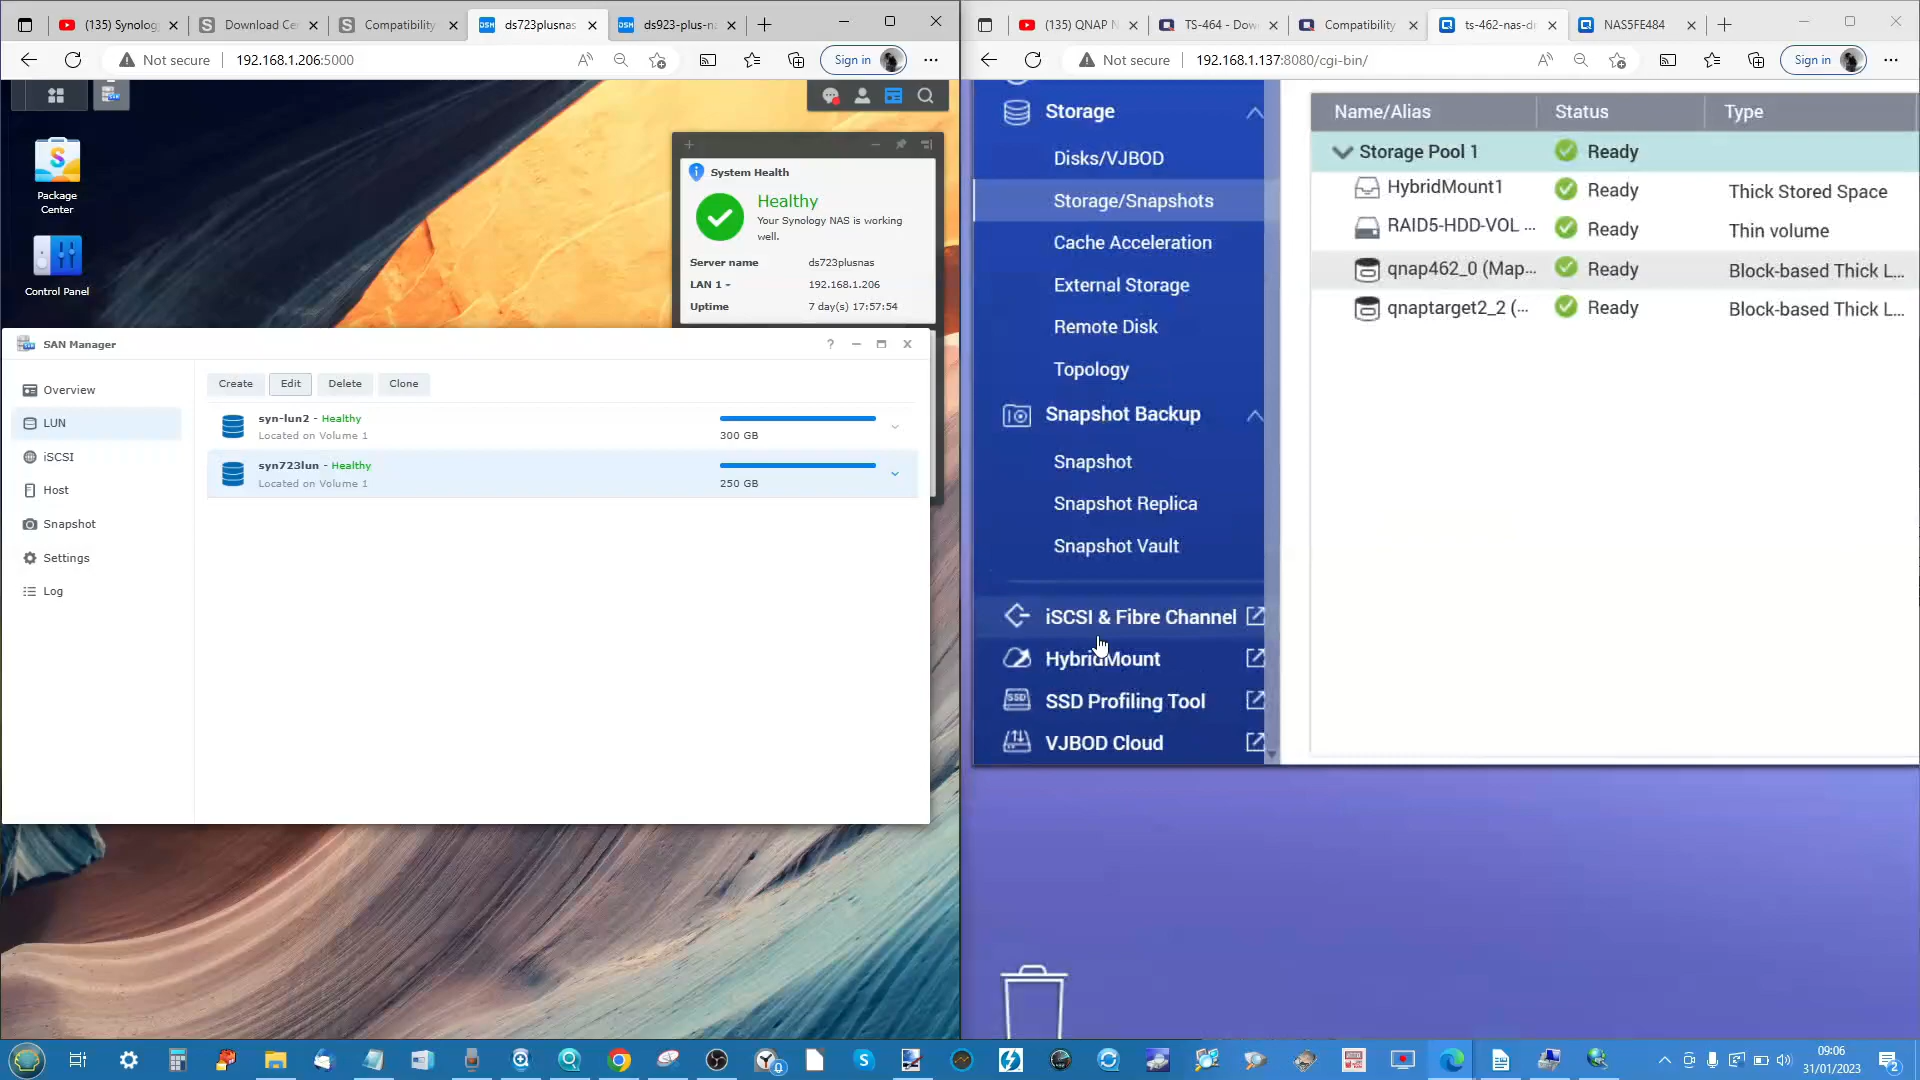 (135) Synolog
Download Ce
Compatibility
ds723plusnas
ds923-plus-n
Not secure
192.168.1.206:5000
Sign in
Package
Center
Control Panel
System Health
Healthy
Your Synology NAS is working
well.
Server name ds723plusnas
LAN 1 192.168.1.206
Uptime 7 day(s) 17:57:54
SAN Manager
?
Overview
LUN
iSCSI
Host
Snapshot
Settings
Log
Create Edit Delete Clone
syn-lun2 - Healthy
Located on Volume 1
300 GB
syn723lun - Healthy
Located on Volume 1
250 GB
(135) QNAP N
TS-464 - Dow
Compatibility
ts-462-nas-d
NAS5FE484
Not secure
192.168.1.137:8080/cgi-bin/
Sign in
Storage
Disks/VJBOD
Storage/Snapshots
Cache Acceleration
External Storage
Remote Disk
Topology
Snapshot Backup
Snapshot
Snapshot Replica
Snapshot Vault
iSCSI & Fibre Channel
HybridMount
SSD Profiling Tool
VJBOD Cloud
Name/Alias Status Type
Storage Pool 1 Ready
HybridMount1 Ready Thick Stored Space
RAID5-HDD-VOL ... Ready Thin volume
qnap462_0 (Map... Ready Block-based Thick L...
qnaptarget2_2 (... Ready Block-based Thick L...
09:06
31/01/2023